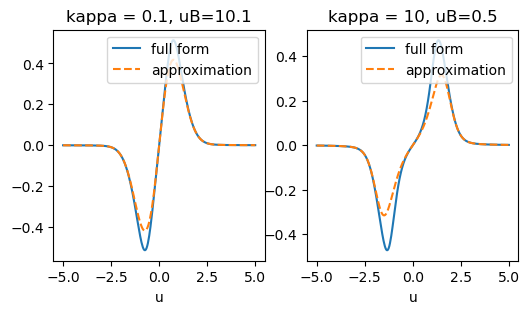 kappa = 0.1, uB=10.1
full form
approximation
0.4
0.2
0.0
−0.2
−0.4
−5.0
−2.5
0.0
2.5
5.0
u
kappa = 10, uB=0.5
full form
approximation
0.4
0.2
0.0
−0.2
−0.4
−5.0
−2.5
0.0
2.5
5.0
u